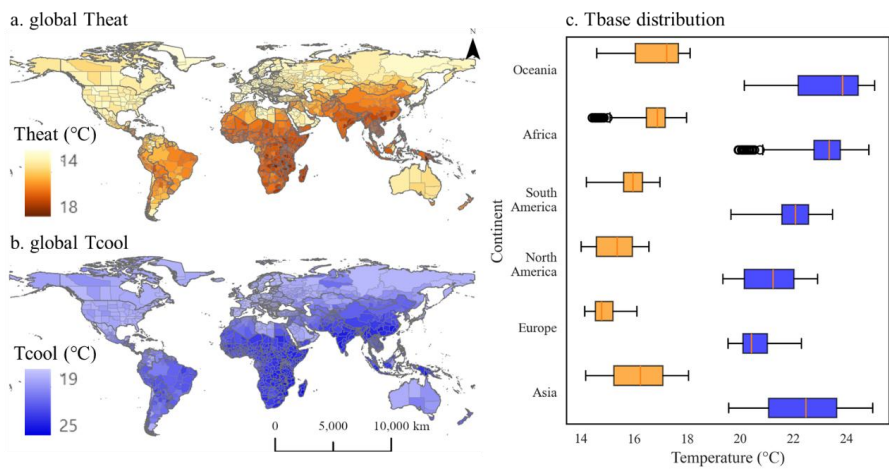 a. global Theat
N
Theat (°C)
14
18
b. global Tcool
Tcool (°C)
19
25
0 5,000 10,000 km
c. Tbase distribution
Continent
Oceania
Africa
South
America
North
America
Europe
Asia
14 16 18 20 22 24
Temperature (°C)